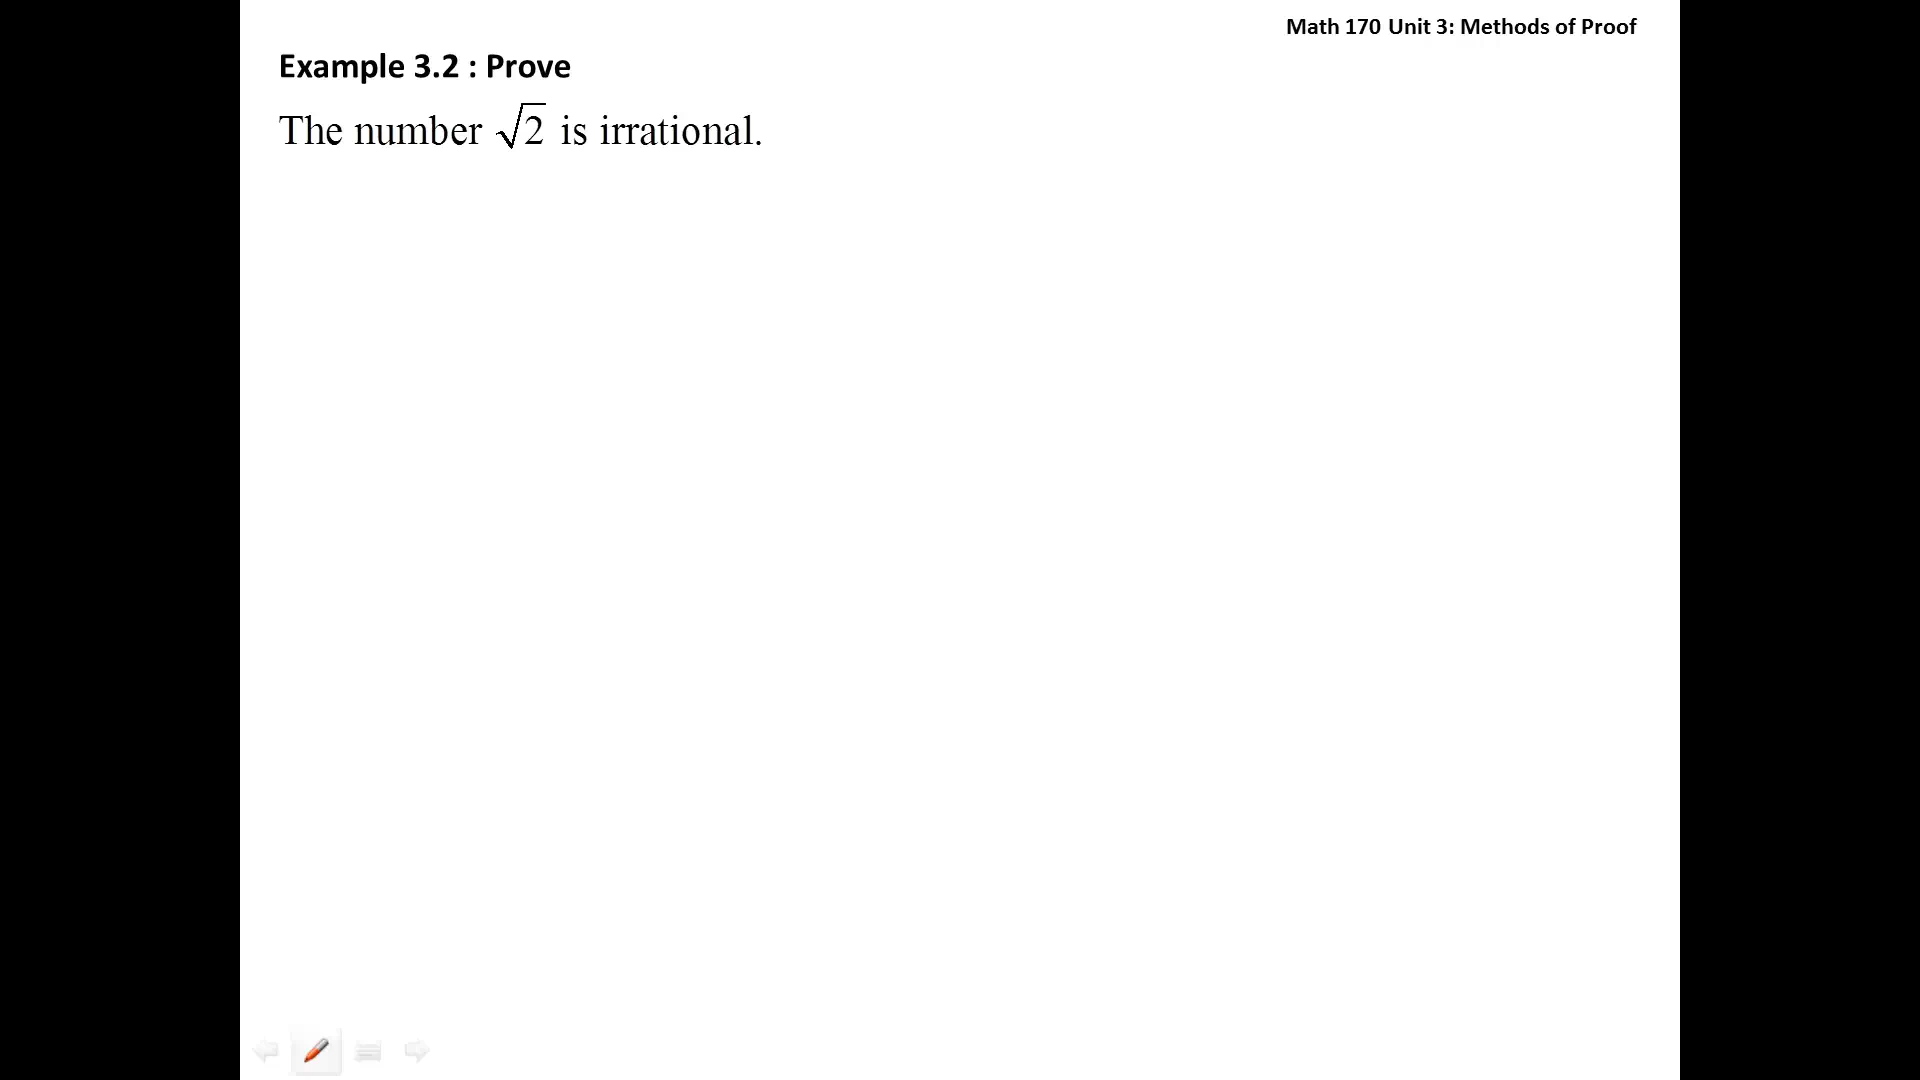 Math 170 Unit 3: Methods of Proof
Example 3.2 : Prove
The number √2 is irrational.